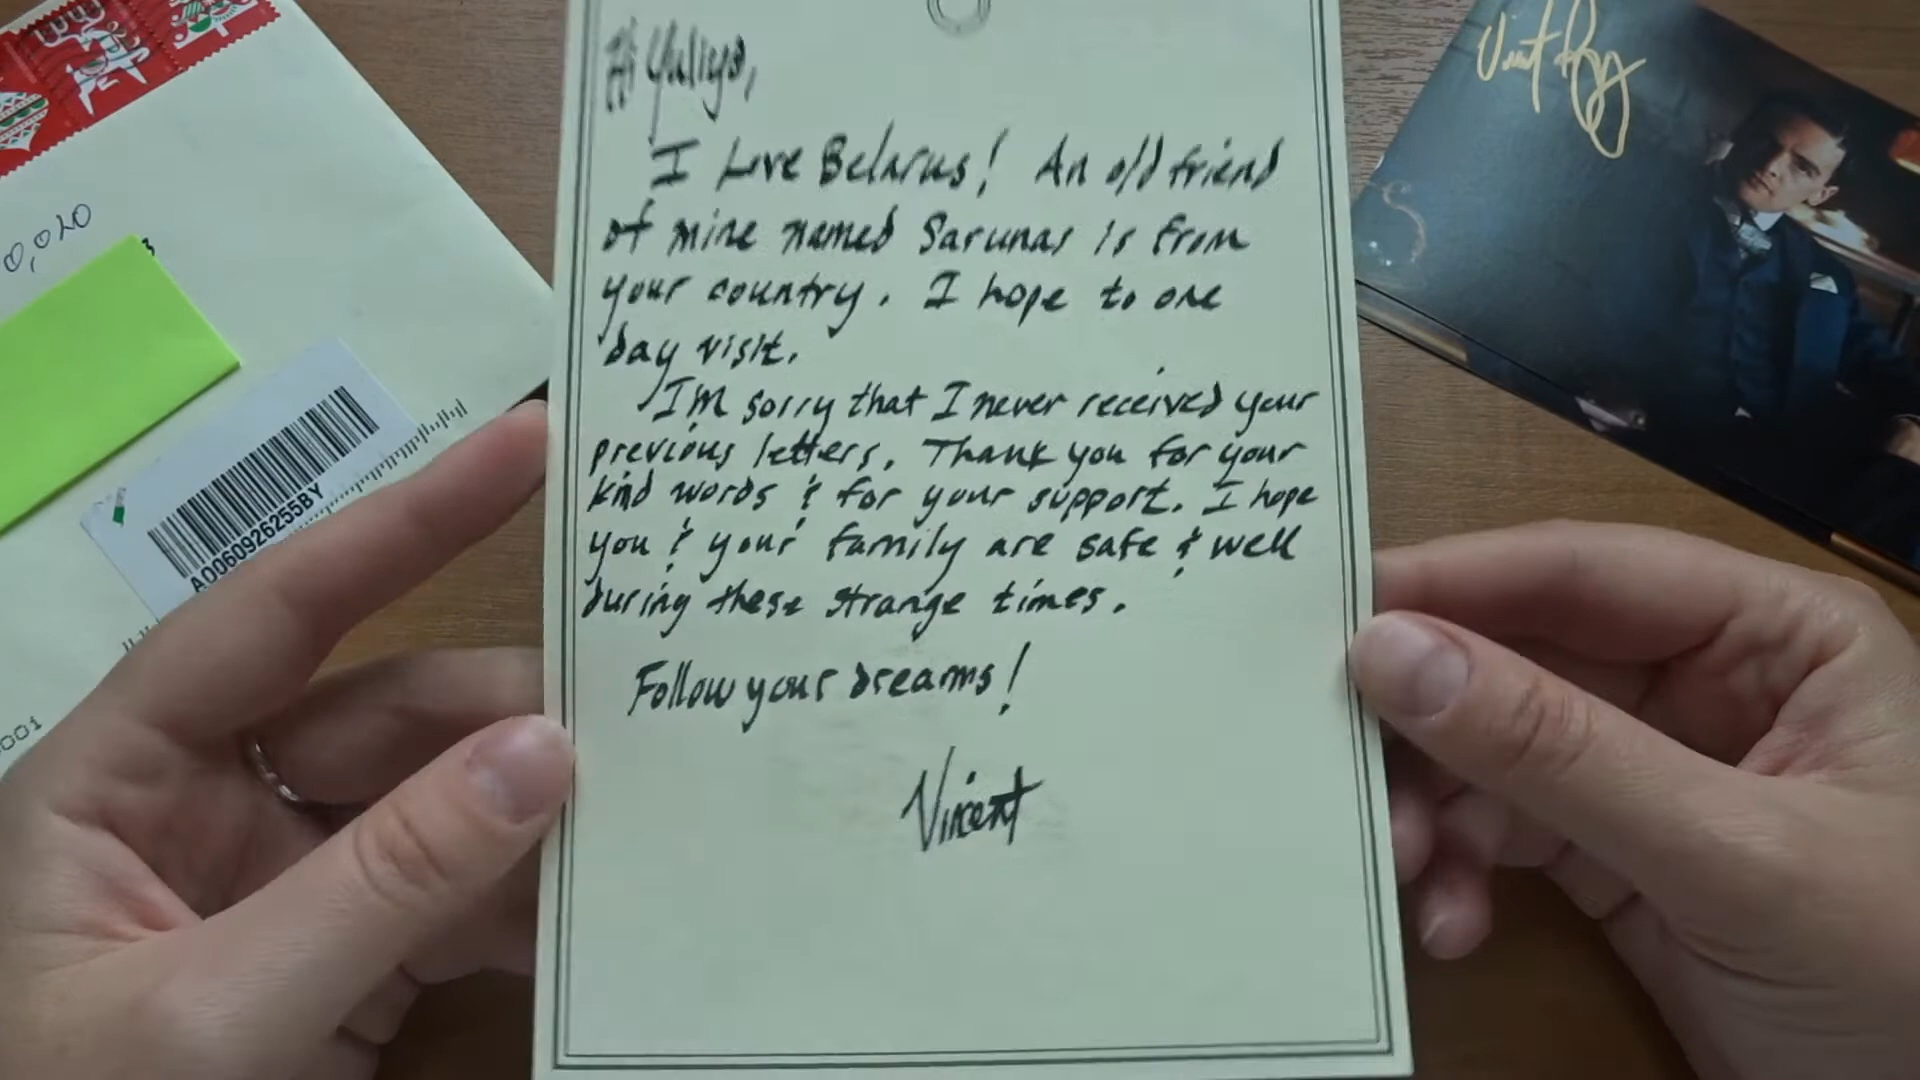 Hi Yuliya,
I Love Belarus! An old friend
of mine named Sarunas is from
your country. I hope to one
day visit.
I'm sorry that I never received your
previous letters. Thank you for your
kind words & for your support. I hope
you & your family are safe & well
during these strange times.
Follow your dreams!
Vincent
A0060926255BY